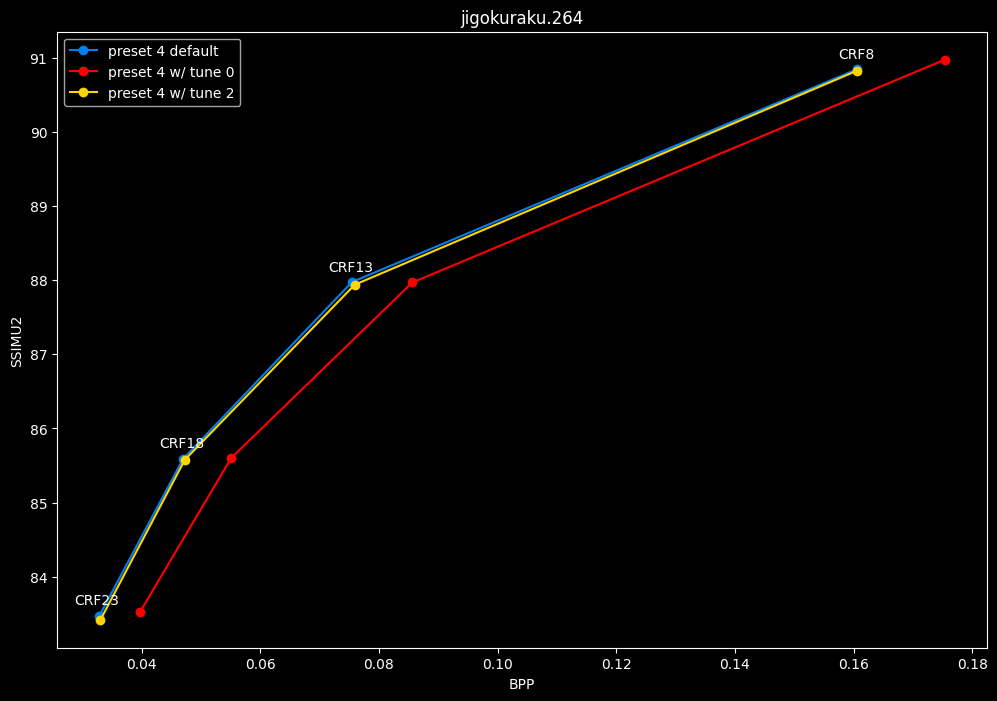 jigokuraku.264
preset 4 default
preset 4 w/ tune 0
preset 4 w/ tune 2
CRF8
CRF13
CRF18
CRF23
91
90
89
88
87
86
85
84
SSIMU2
0.04 0.06 0.08 0.10 0.12 0.14 0.16 0.18
BPP